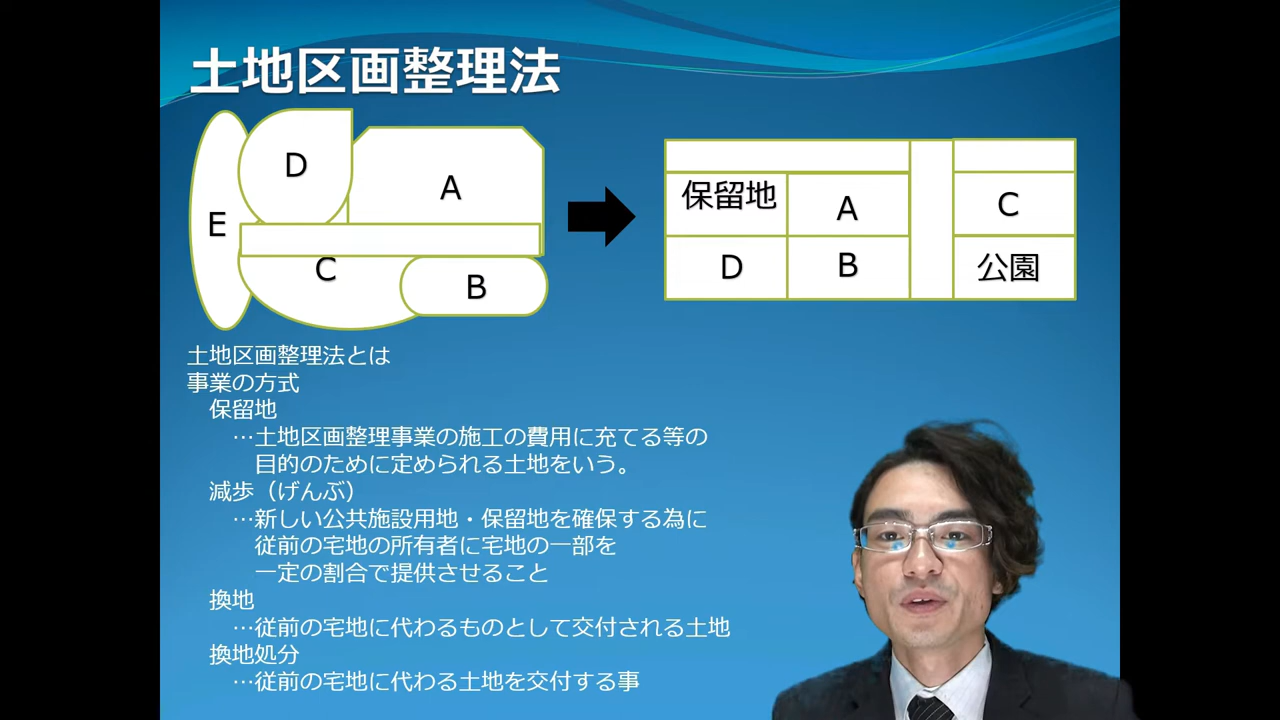 土地区画整理法
D
A
E
C
B
保留地
A
C
D
B
公園
土地区画整理法とは
事業の方式
保留地
…土地区画整理事業の施工の費用に充てる等の
目的のために定められる土地をいう。
減歩（げんぶ）
…新しい公共施設用地・保留地を確保する為に
従前の宅地の所有者に宅地の一部を
一定の割合で提供させること
換地
…従前の宅地に代わるものとして交付される土地
換地処分
…従前の宅地に代わる土地を交付する事